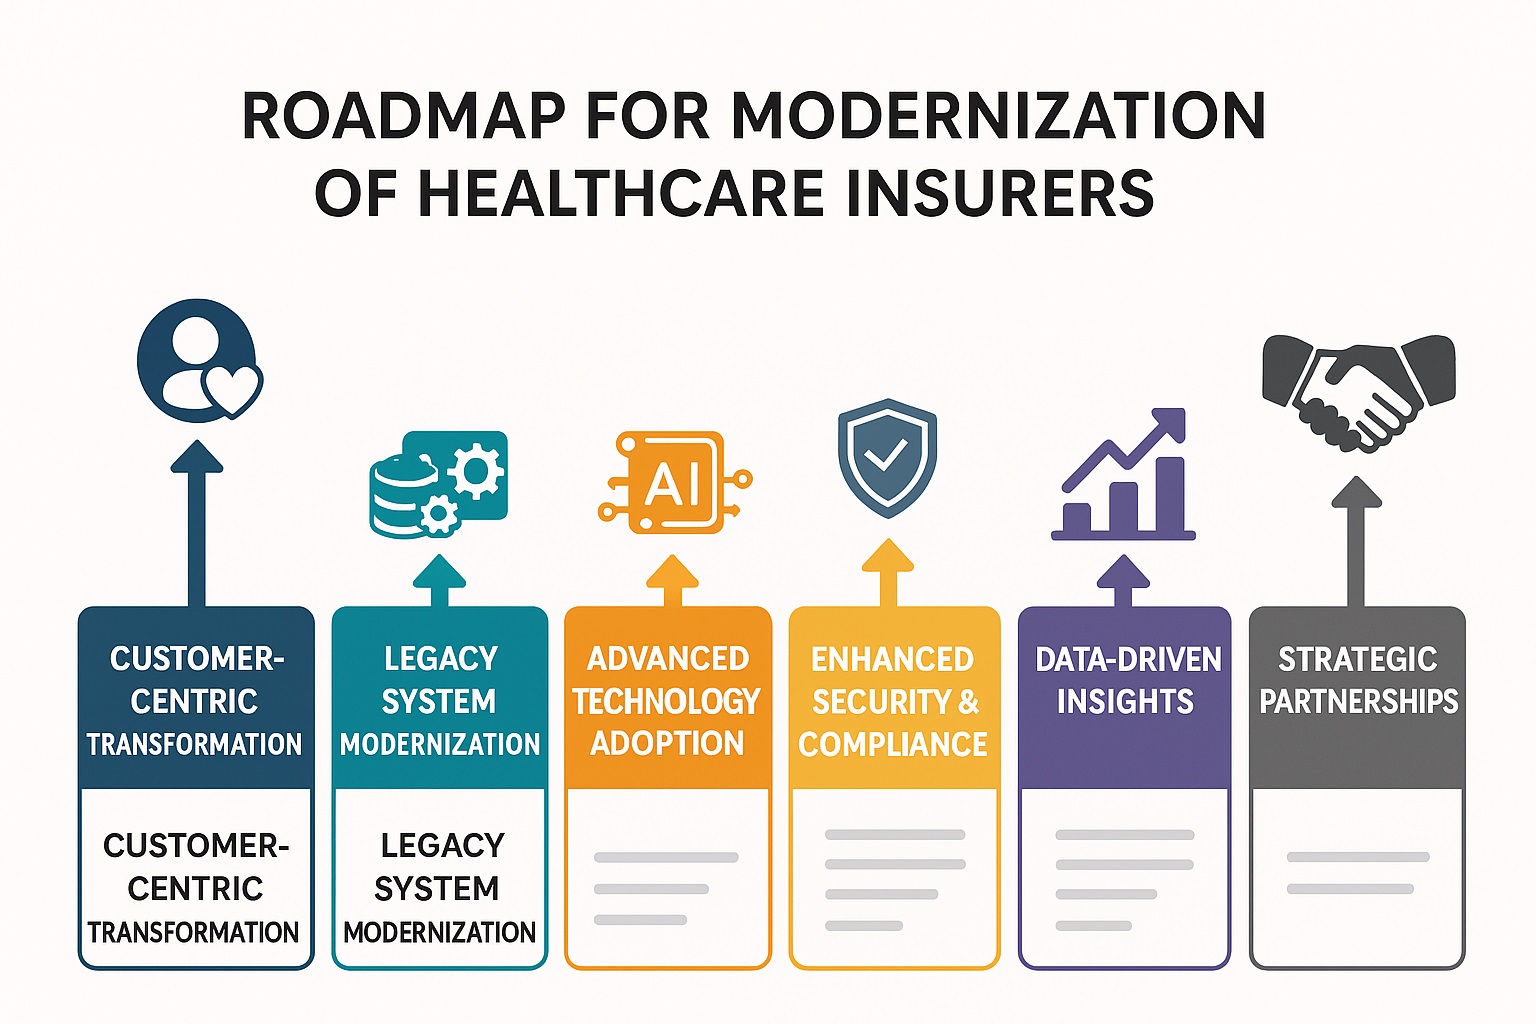 ROADMAP FOR MODERNIZATION
OF HEALTHCARE INSURERS
AI
CUSTOMER-
CENTRIC
TRANSFORMATION
LEGACY
SYSTEM
MODERNIZATION
ADVANCED
TECHNOLOGY
ADOPTION
ENHANCED
SECURITY &
COMPLIANCE
DATA-DRIVEN
INSIGHTS
STRATEGIC
PARTNERSHIPS
CUSTOMER-
CENTRIC
TRANSFORMATION
LEGACY
SYSTEM
MODERNIZATION